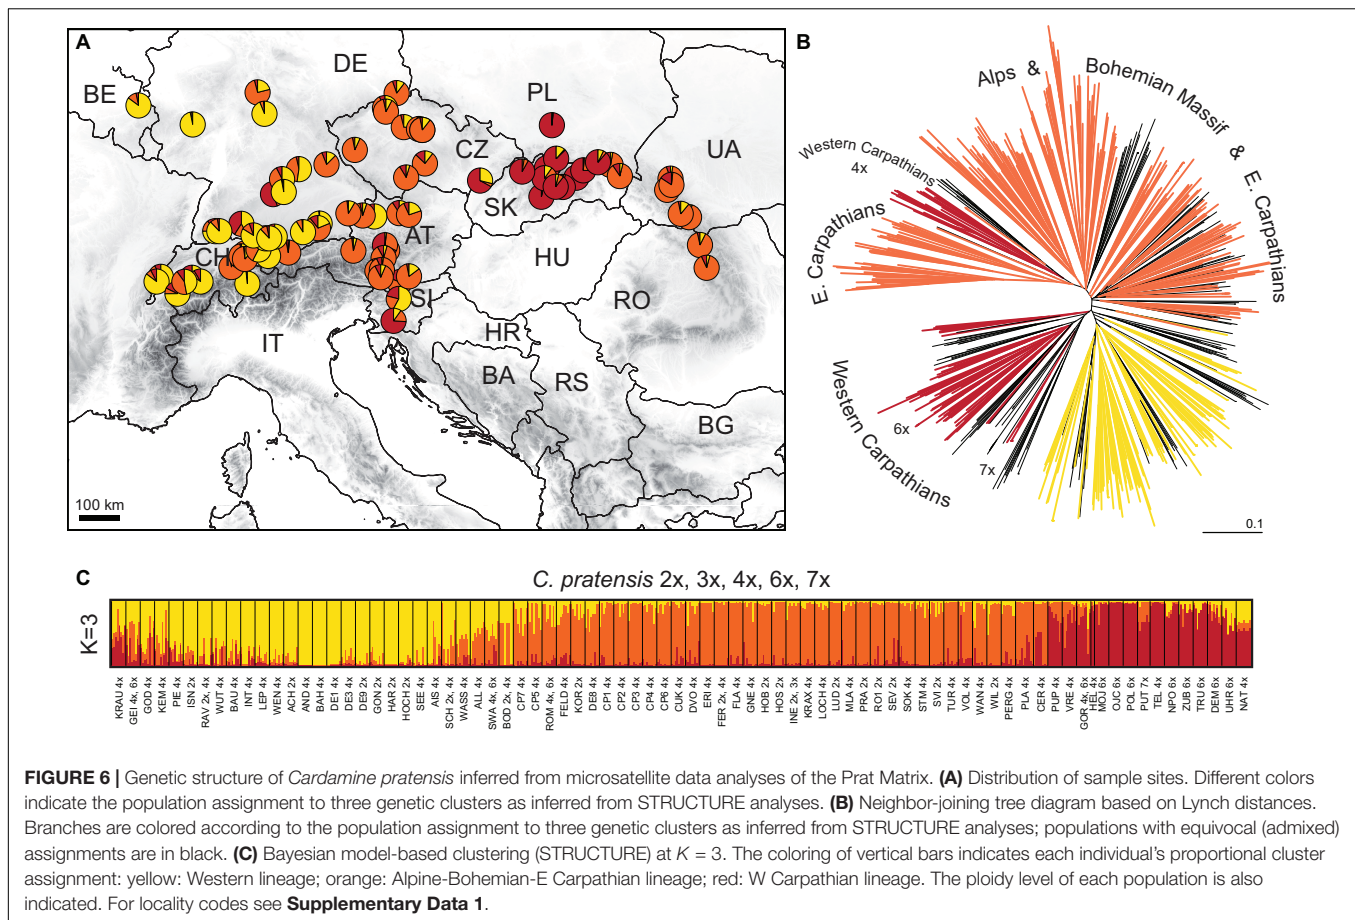 A
DE
BE
PL
CZ
UA
SK
AT
CH
HU
SI
RO
HR
IT
BA
RS
BG
100 km
B
Alps &
Bohemian Massif
&
E. Carpathians
Western Carpathians
4x
E. Carpathians
Western Carpathians
6x
7x
0.1
C
C. pratensis 2x, 3x, 4x, 6x, 7x
K=3
KRAU 4x
GEI 4x, 6x
GOD 4x
KEM 4x
PIE 4x
ISN 2x
RAV 2x, 4x
WUT 4x
BAU 4x
INT 4x
LEP 4x
WEN 4x
ACH 2x
AND 4x
BAH 4x
DE1 4x
DE3 4x
DE9 2x
GON 2x
HAR 2x
HOCH 2x
SEE 4x
AIS 4x
SCH 2x, 4x
WASS 4x
ALL 4x
SWA 4x, 6x
BOD 2x, 4x
CP7 4x
CP5 4x
ROM 4x, 6x
FELD 4x
KOR 2x
DE8 4x
CP1 4x
CP2 4x
CP3 4x
CP4 4x
CP6 4x
CUK 4x
DVO 4x
ERI 4x
FER 2x, 4x
FLA 4x
GNE 4x
HOB 2x
HOS 2x
INE 2x, 3x
KRAX 4x
LOCH 4x
LUD 2x
MLA 4x
PRA 2x
RO1 2x
SEV 2x
SOK 4x
STM 4x
SVI 2x
TUR 4x
VOL 4x
WAN 4x
WIL 2x
PERG 4x
PLA 4x
CER 4x
PUP 4x
VRE 4x
GOR 4x, 6x
HEL 4x
MOJ 6x
OJC 6x
POL 6x
PUT 7x
TEL 4x
NPO 6x
ZUB 6x
TRU 6x
DEM 6x
UHR 6x
NAT 4x
FIGURE 6 | Genetic structure of Cardamine pratensis inferred from microsatellite data analyses of the Prat Matrix. (A) Distribution of sample sites. Different colors
indicate the population assignment to three genetic clusters as inferred from STRUCTURE analyses. (B) Neighbor-joining tree diagram based on Lynch distances.
Branches are colored according to the population assignment to three genetic clusters as inferred from STRUCTURE analyses; populations with equivocal (admixed)
assignments are in black. (C) Bayesian model-based clustering (STRUCTURE) at K = 3. The coloring of vertical bars indicates each individual's proportional cluster
assignment: yellow: Western lineage; orange: Alpine-Bohemian-E Carpathian lineage; red: W Carpathian lineage. The ploidy level of each population is also
indicated. For locality codes see Supplementary Data 1.